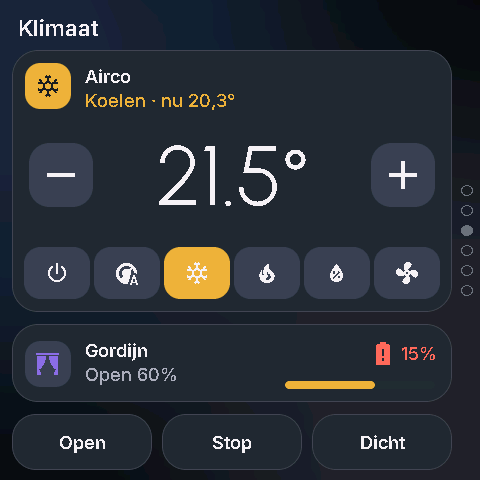 Klimaat
Airco
Koelen · nu 20,3°
21.5°
A
Gordijn
15%
Open 60%
Open
Stop
Dicht